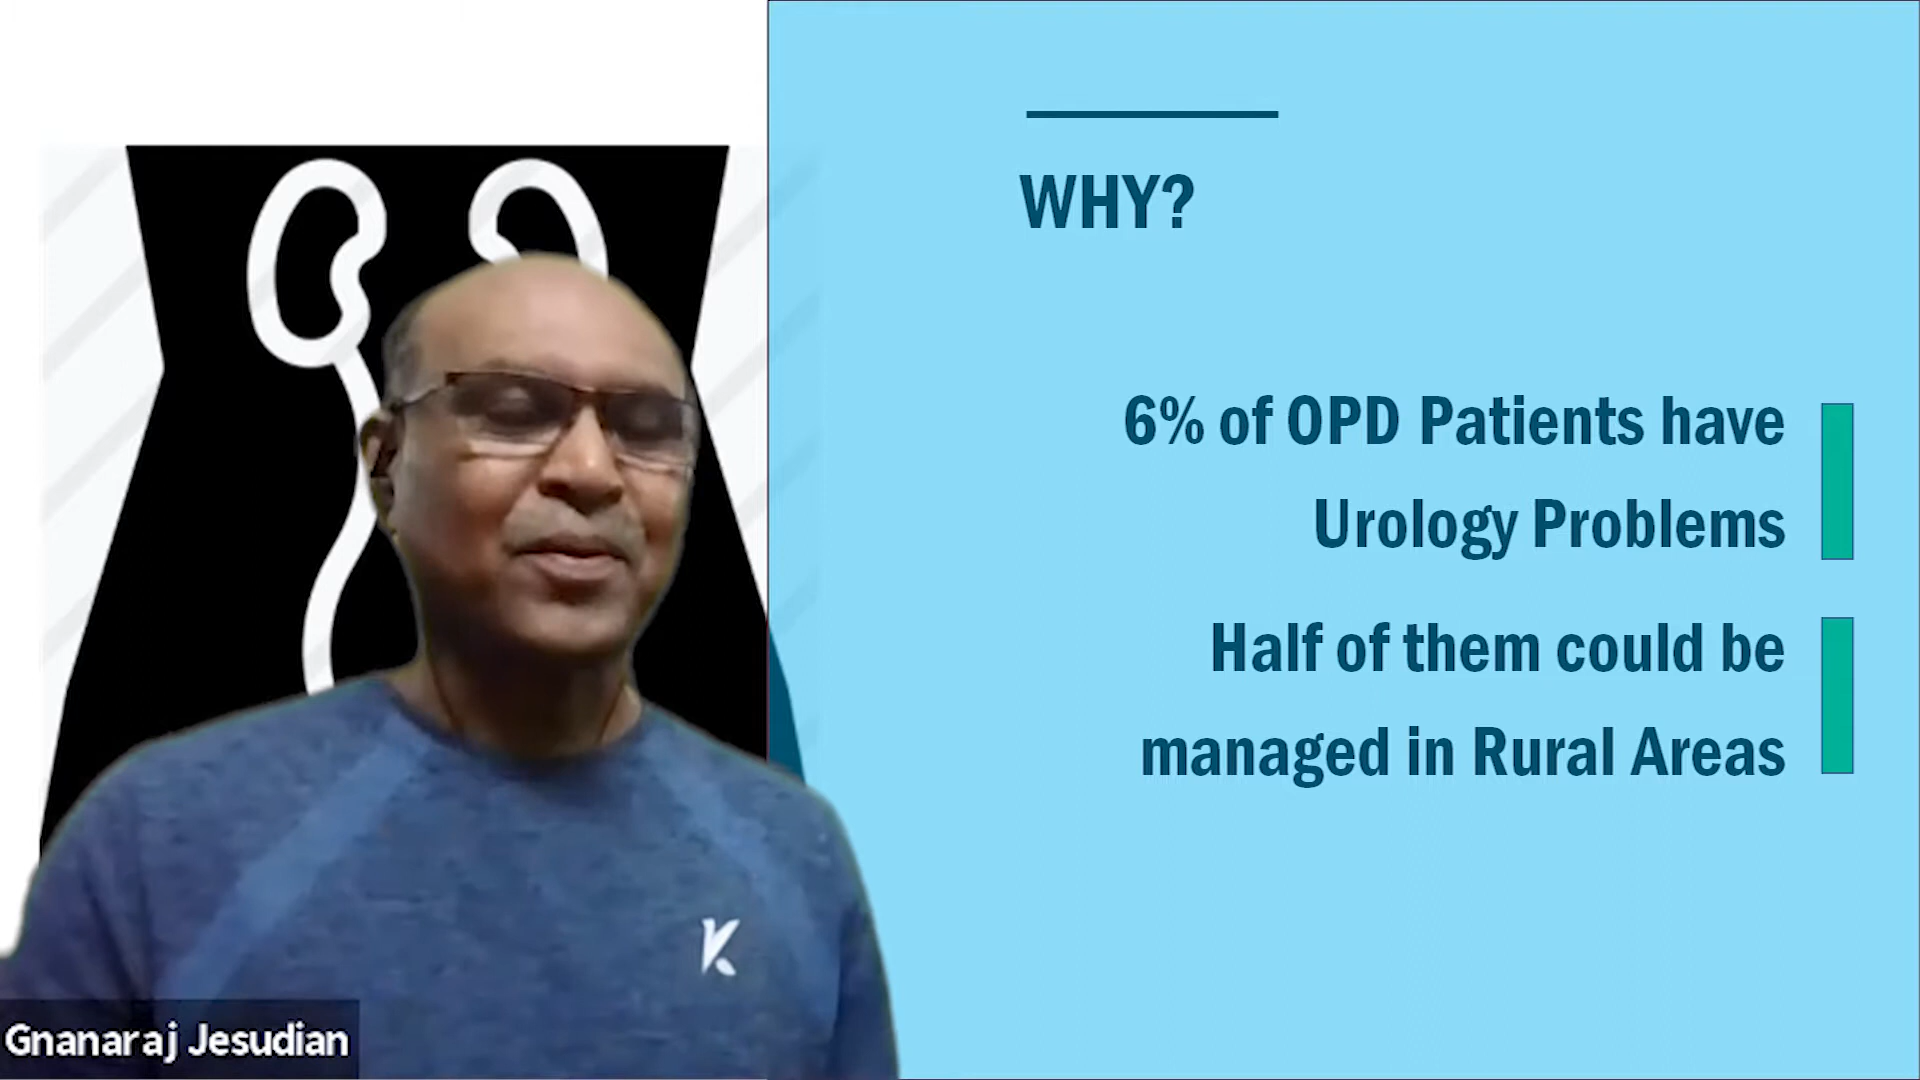 WHY?
6% of OPD Patients have
Urology Problems
Half of them could be
managed in Rural Areas
K
Gnanaraj Jesudian